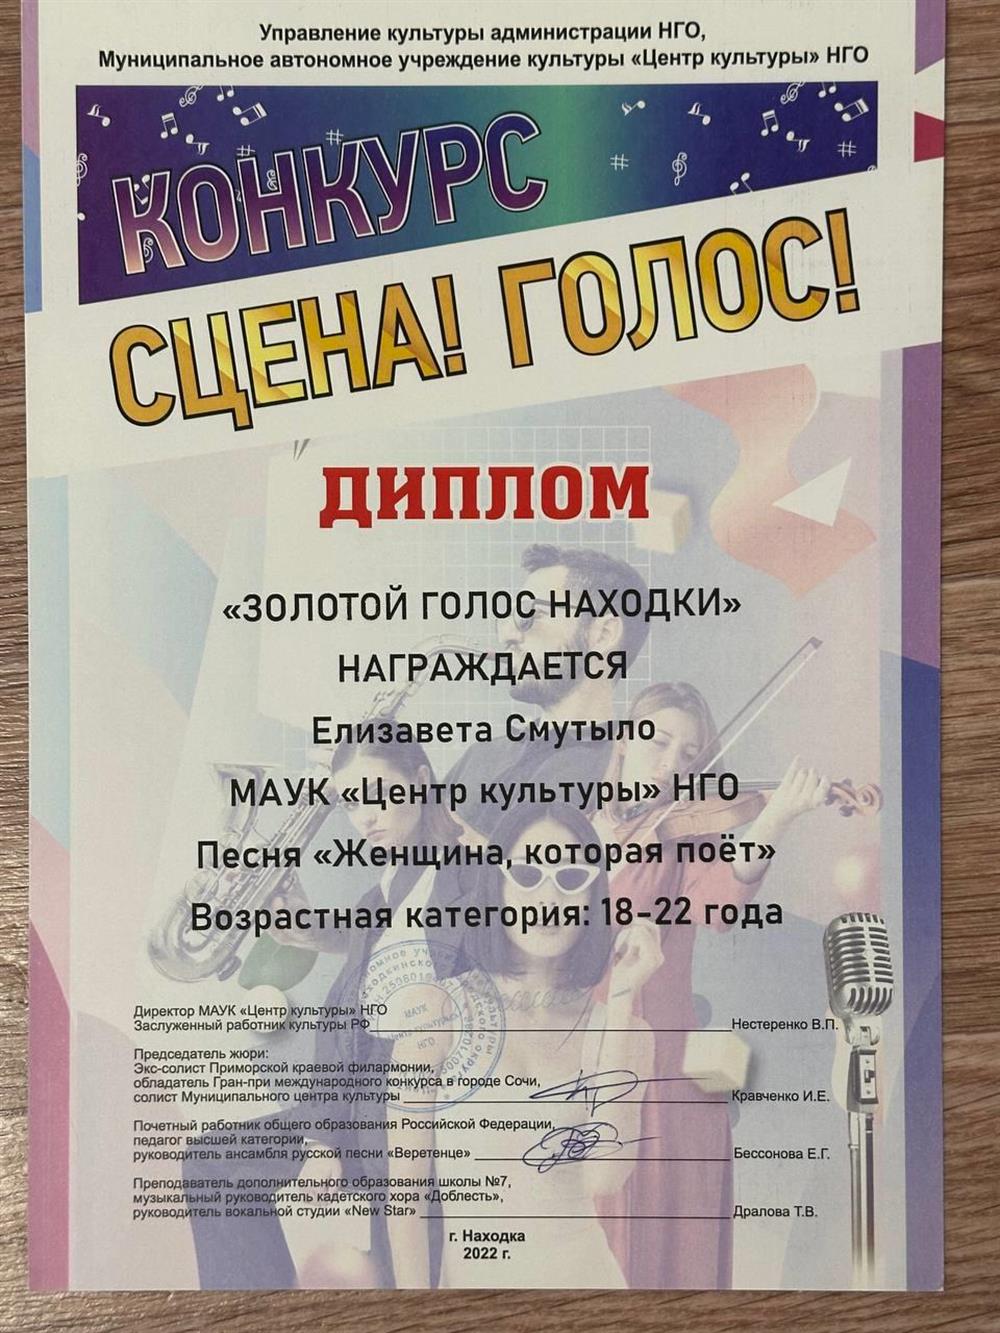 Управление культуры администрации НГО,
Муниципальное автономное учреждение культуры «Центр культуры» НГО
КОНКУРС
СЦЕНА! ГОЛОС!
ДИПЛОМ
«ЗОЛОТОЙ ГОЛОС НАХОДКИ»
НАГРАЖДАЕТСЯ
Елизавета Смутыло
МАУК «Центр культуры» НГО
Песня «Женщина, которая поёт»
Возрастная категория: 18-22 года
Директор МАУК «Центр культуры» НГО
Заслуженный работник культуры РФ Нестеренко В.П.
Председатель жюри:
Экс-солист Приморской краевой филармонии,
обладатель Гран-при международного конкурса в городе Сочи,
солист Муниципального центра культуры Кравченко И.Е.
Почетный работник общего образования Российской Федерации,
педагог высшей категории,
руководитель ансамбля русской песни «Веретенце» Бессонова Е.Г.
Преподаватель дополнительного образования школы №7,
музыкальный руководитель кадетского хора «Доблесть»,
руководитель вокальной студии «New Star» Дралова Т.В.
г. Находка
2022 г.
МАУК
«Центр культуры»
НГО